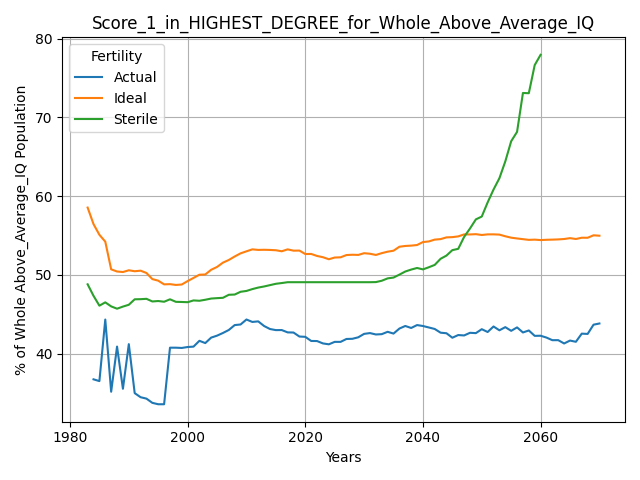 Score_1_in_HIGHEST_DEGREE_for_Whole_Above_Average_IQ
% of Whole Above_Average_IQ Population
80
70
60
50
40
Fertility
Actual
Ideal
Sterile
1980
2000
2020
2040
2060
Years